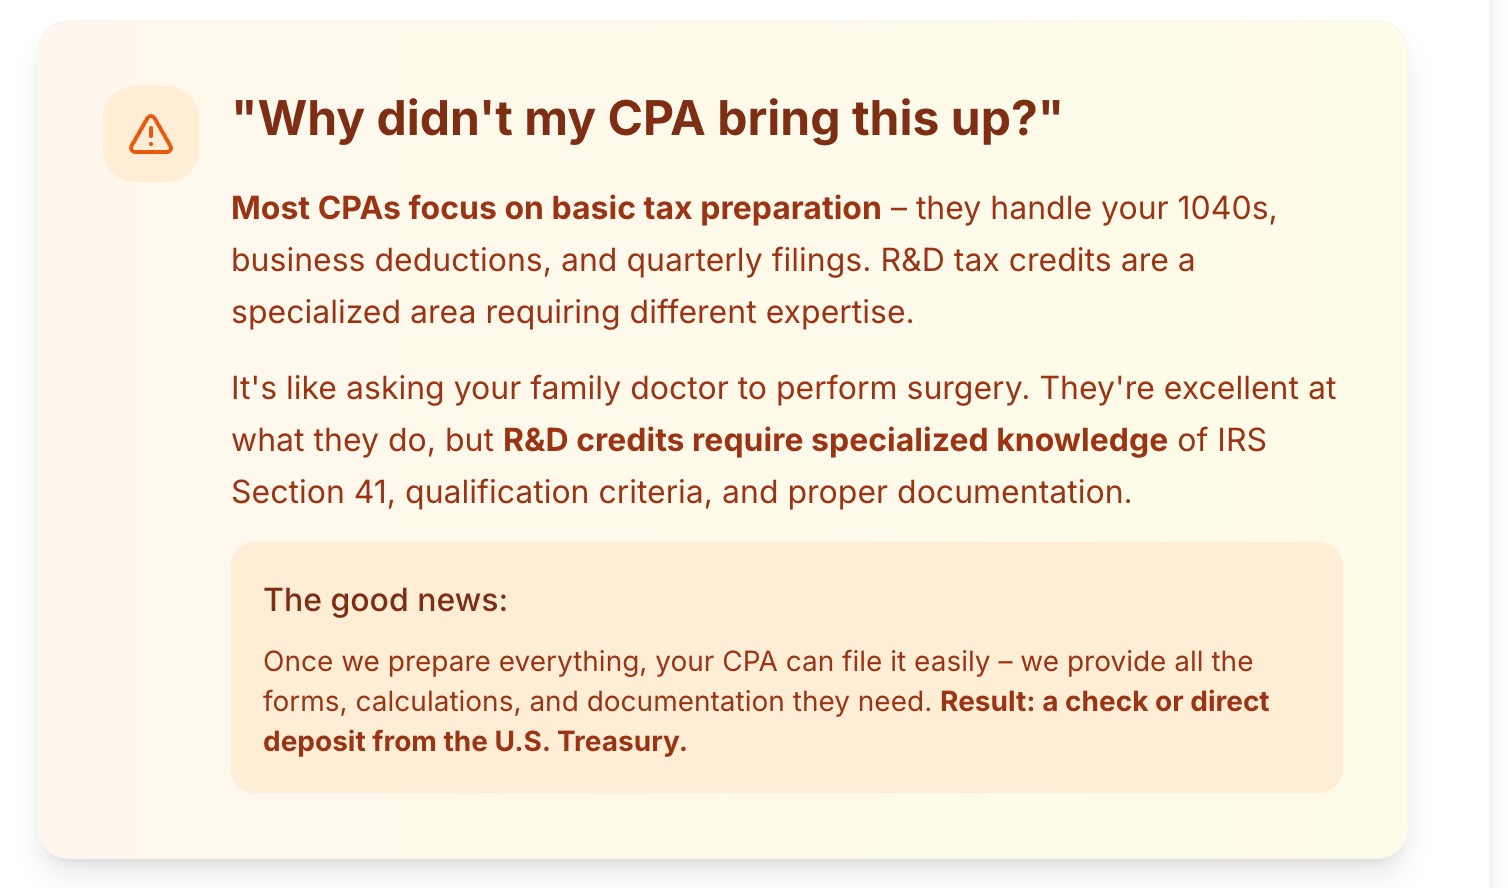 "Why didn't my CPA bring this up?"
Most CPAs focus on basic tax preparation – they handle your 1040s,
business deductions, and quarterly filings. R&D tax credits are a
specialized area requiring different expertise.
It's like asking your family doctor to perform surgery. They're excellent at
what they do, but R&D credits require specialized knowledge of IRS
Section 41, qualification criteria, and proper documentation.
The good news:
Once we prepare everything, your CPA can file it easily – we provide all the
forms, calculations, and documentation they need. Result: a check or direct
deposit from the U.S. Treasury.